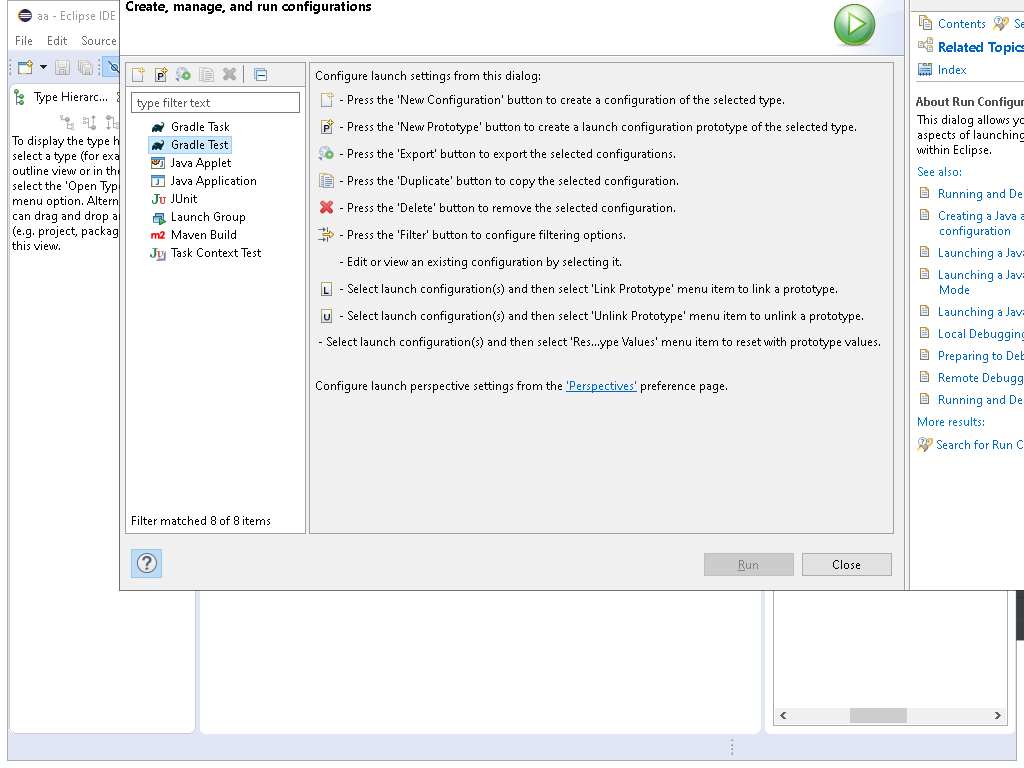 aa - Eclipse IDE
File Edit Source
Type Hierarc...
To display the type h
select a type (for exa
outline view or in the
select the 'Open Typ
menu option. Altern
can drag and drop a
(e.g. project, packag
this view.
Create, manage, and run configurations
type filter text
Gradle Task
Gradle Test
Java Applet
Java Application
JUnit
Launch Group
Maven Build
Task Context Test
Filter matched 8 of 8 items
Configure launch settings from this dialog:
- Press the 'New Configuration' button to create a configuration of the selected type.
- Press the 'New Prototype' button to create a launch configuration prototype of the selected type.
- Press the 'Export' button to export the selected configurations.
- Press the 'Duplicate' button to copy the selected configuration.
- Press the 'Delete' button to remove the selected configuration.
- Press the 'Filter' button to configure filtering options.
- Edit or view an existing configuration by selecting it.
- Select launch configuration(s) and then select 'Link Prototype' menu item to link a prototype.
- Select launch configuration(s) and then select 'Unlink Prototype' menu item to unlink a prototype.
- Select launch configuration(s) and then select 'Res...ype Values' menu item to reset with prototype values.
Configure launch perspective settings from the 'Perspectives' preference page.
Run
Close
Contents Se
Related Topics
Index
About Run Configur
This dialog allows yo
aspects of launching
within Eclipse.
See also:
Running and De
Creating a Java a
configuration
Launching a Java
Launching a Java
Mode
Launching a Java
Local Debugging
Preparing to Deb
Remote Debugg
Running and De
More results:
Search for Run C